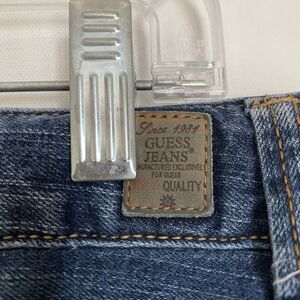 Since 1981
GUESS
JEANS®
MANUFACTURED EXCLUSIVELY
FOR GUESS
QUALITY